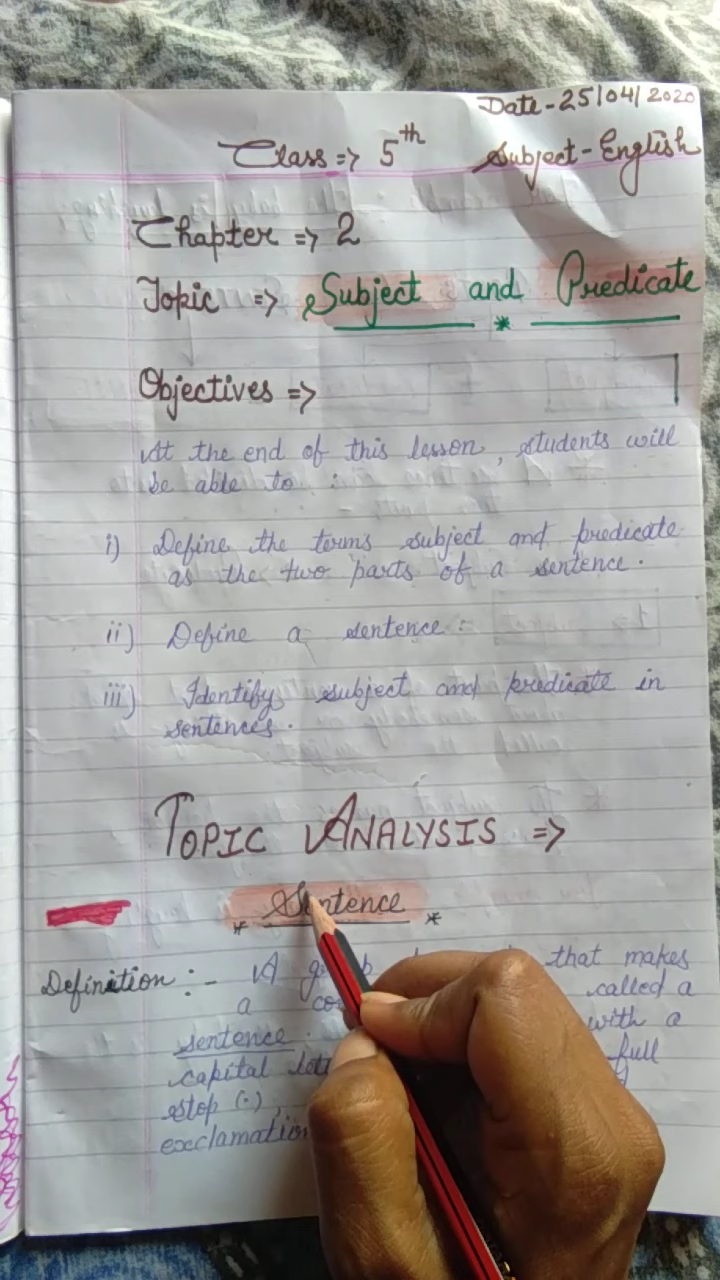 Date-25/04/2020
Class => 5th Subject-English
Chapter => 2
Topic => Subject and Predicate
Objectives =>
At the end of this lesson, students will
be able to :
i) Define the terms subject and predicate
as the two parts of a sentence.
ii) Define a sentence.
iii) Identify subject and predicate in
sentences.
TOPIC ANALYSIS =>
* Sentence *
Definition :- A that makes
a called a
sentence. with a
capital full
stop (.),
exclamation